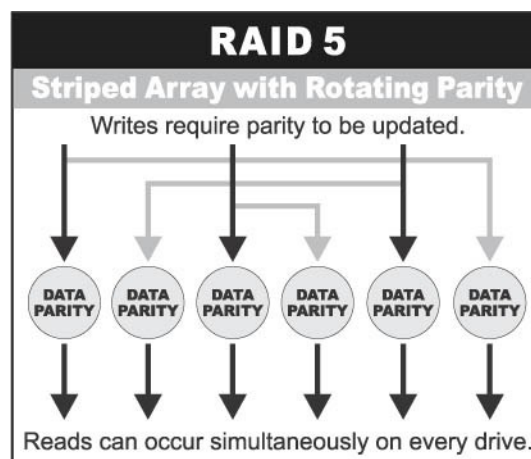 RAID 5
Striped Array with Rotating Parity
Writes require parity to be updated.
DATA PARITY
DATA PARITY
DATA PARITY
DATA PARITY
DATA PARITY
DATA PARITY
Reads can occur simultaneously on every drive.